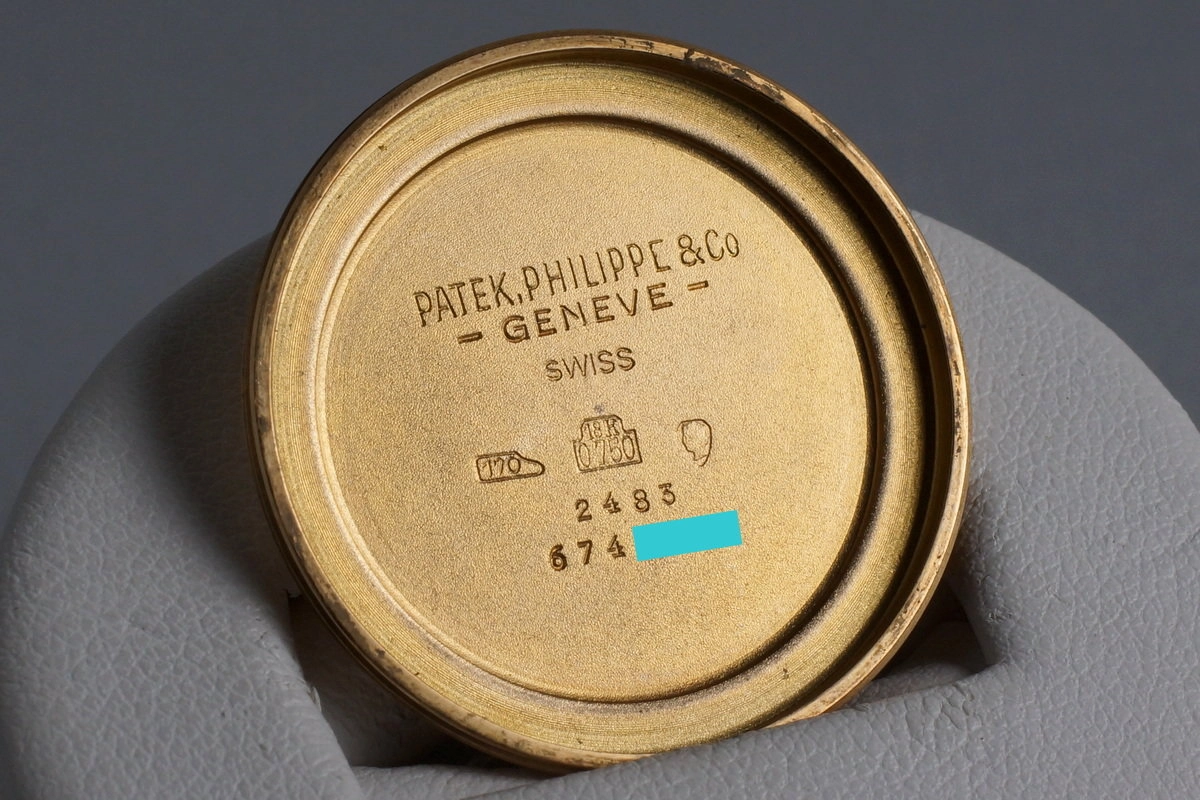 PATEK, PHILIPPE & Co
- GENEVE -
SWISS
170 18K 0,750
2483
674